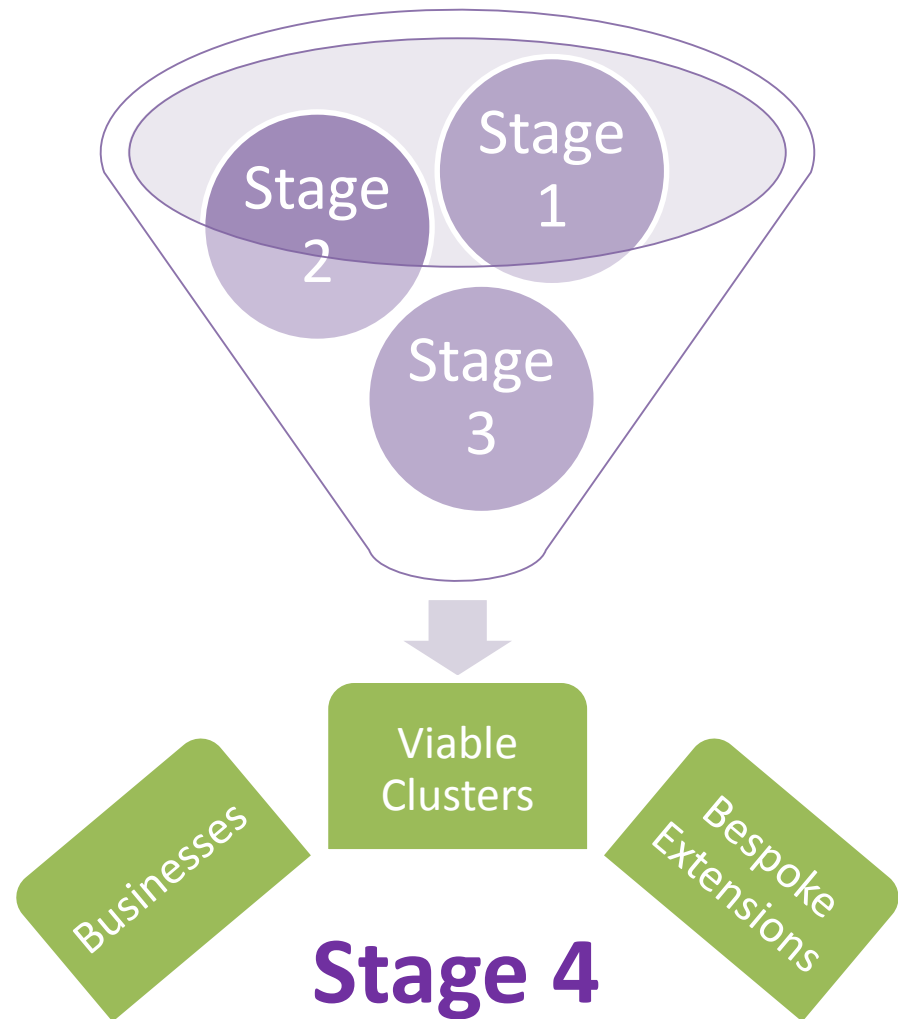 Stage
1
Stage
2
Stage
3
Viable
Clusters
Businesses
Bespoke
Extensions
Stage 4